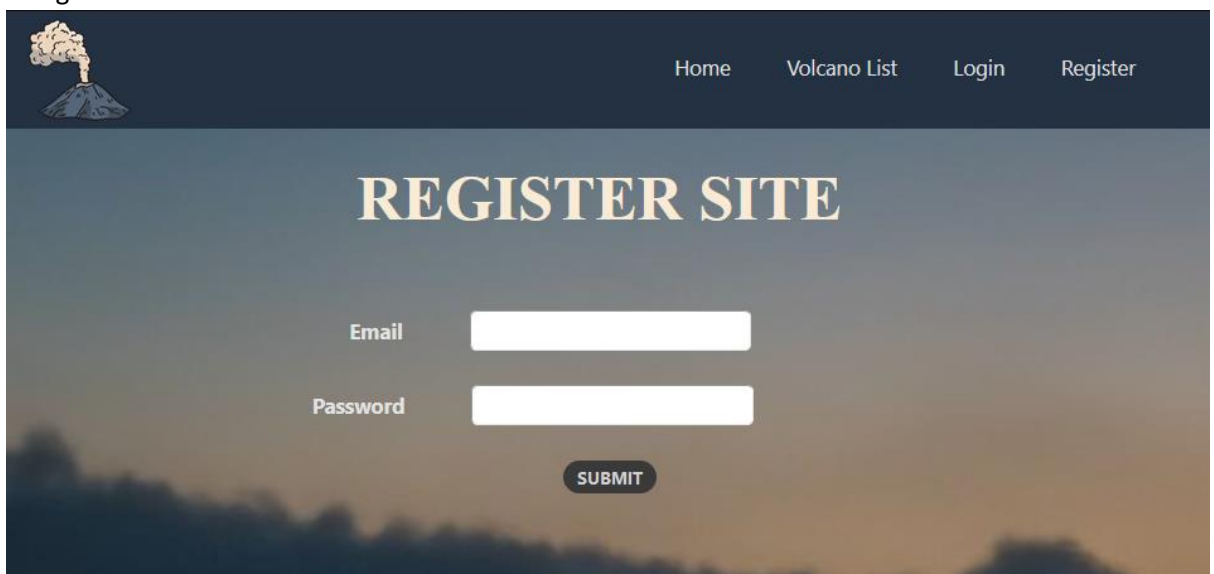 Home Volcano List Login Register
REGISTER SITE
Email
Password
SUBMIT